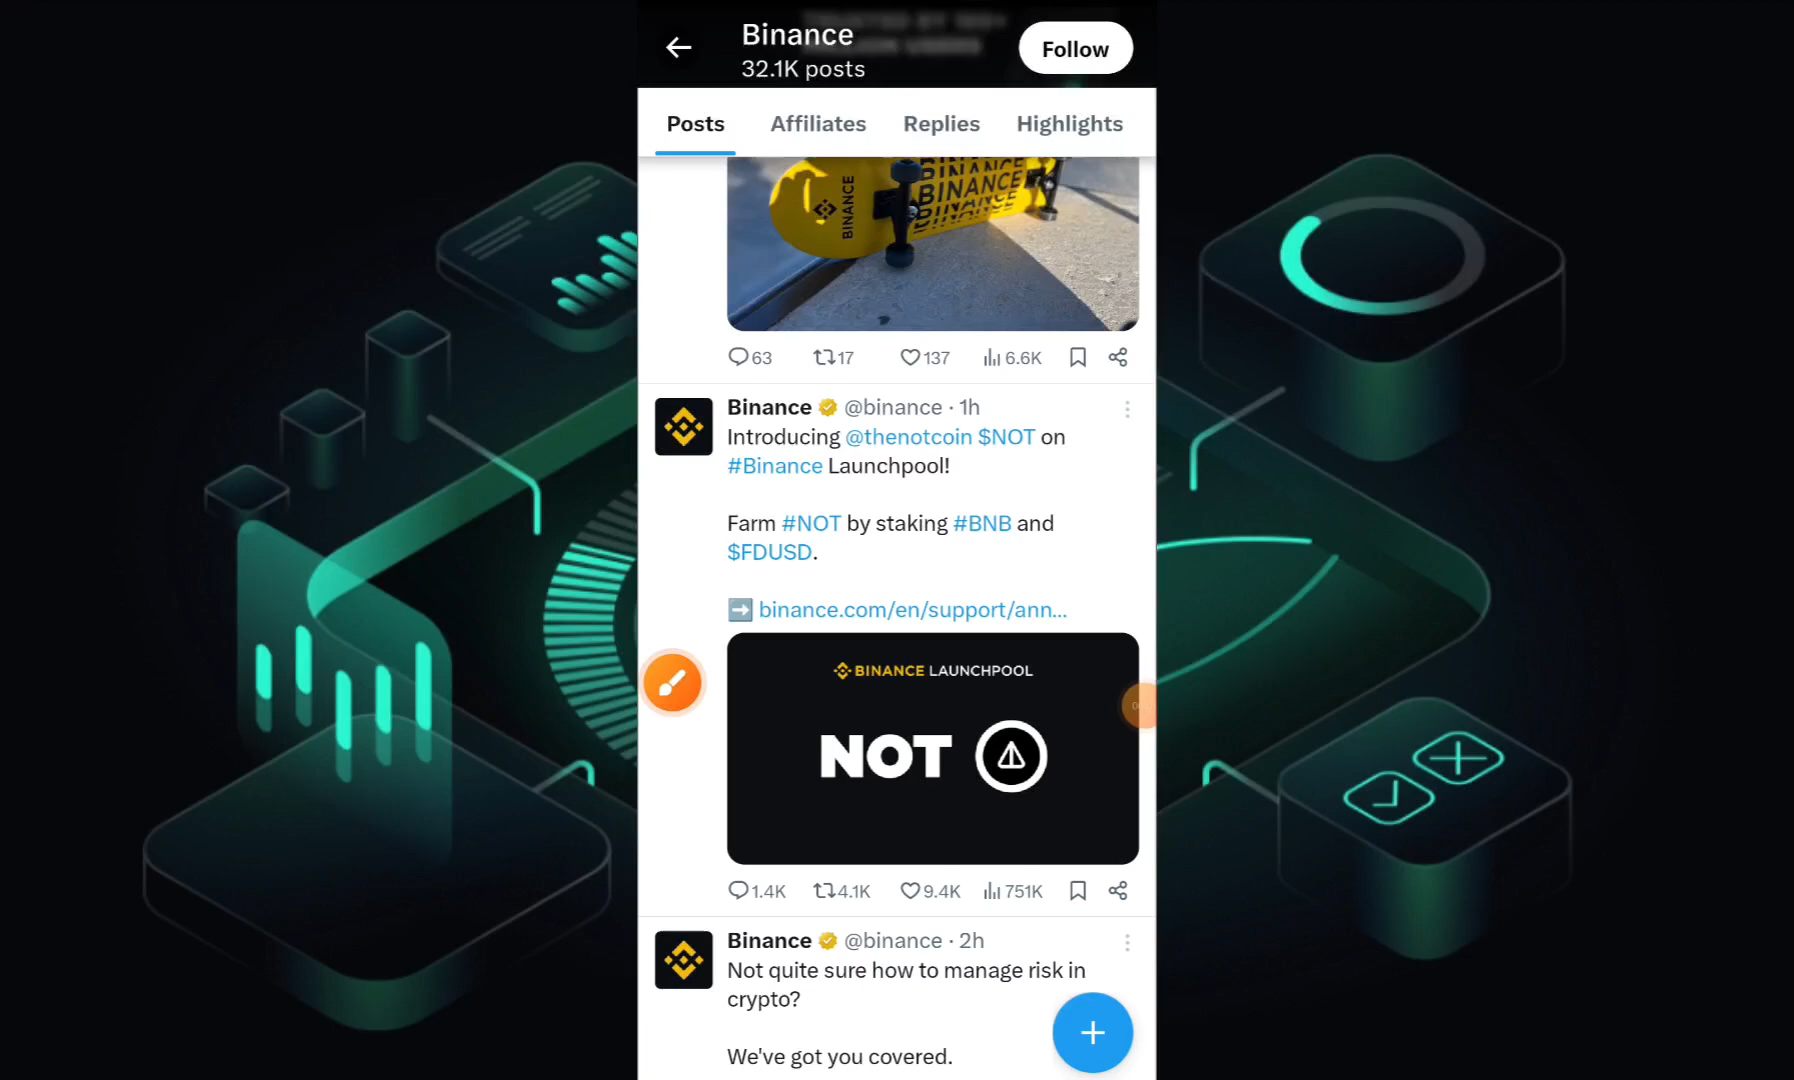 Binance
32.1K posts
Follow
Posts
Affiliates
Replies
Highlights
BINANCE
BINANCE
BINANCE
BINANCE
63
17
137
6.6K
Binance @binance · 1h
Introducing @thenotcoin $NOT on
#Binance Launchpool!
Farm #NOT by staking #BNB and
$FDUSD.
➡️ binance.com/en/support/ann...
BINANCE LAUNCHPOOL
NOT
1.4K
4.1K
9.4K
751K
Binance @binance · 2h
Not quite sure how to manage risk in
crypto?
We've got you covered.